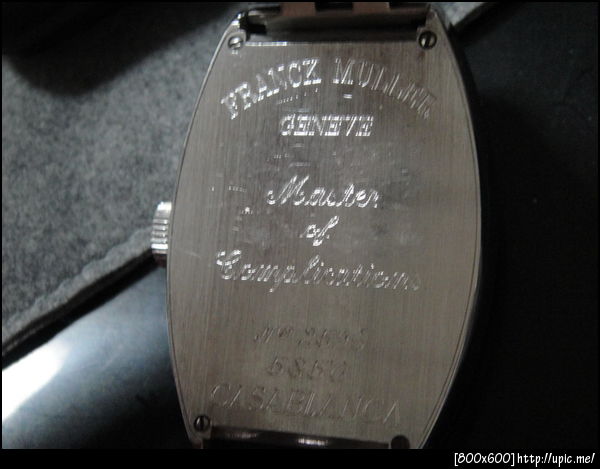 FRANCK MULLER
GENEVE
Master
of
Complications
5850
CASABLANCA
[800x600]http://upic.me/